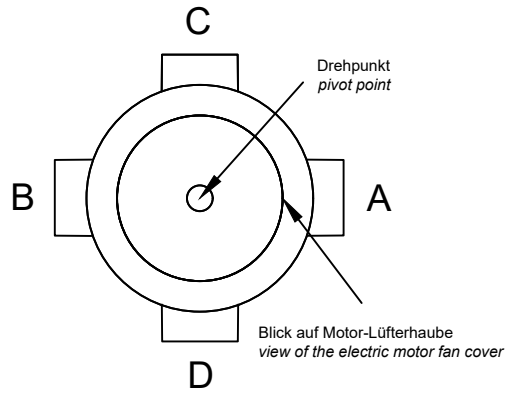 C
Drehpunkt
pivot point
B
A
Blick auf Motor-Lüfterhaube
view of the electric motor fan cover
D